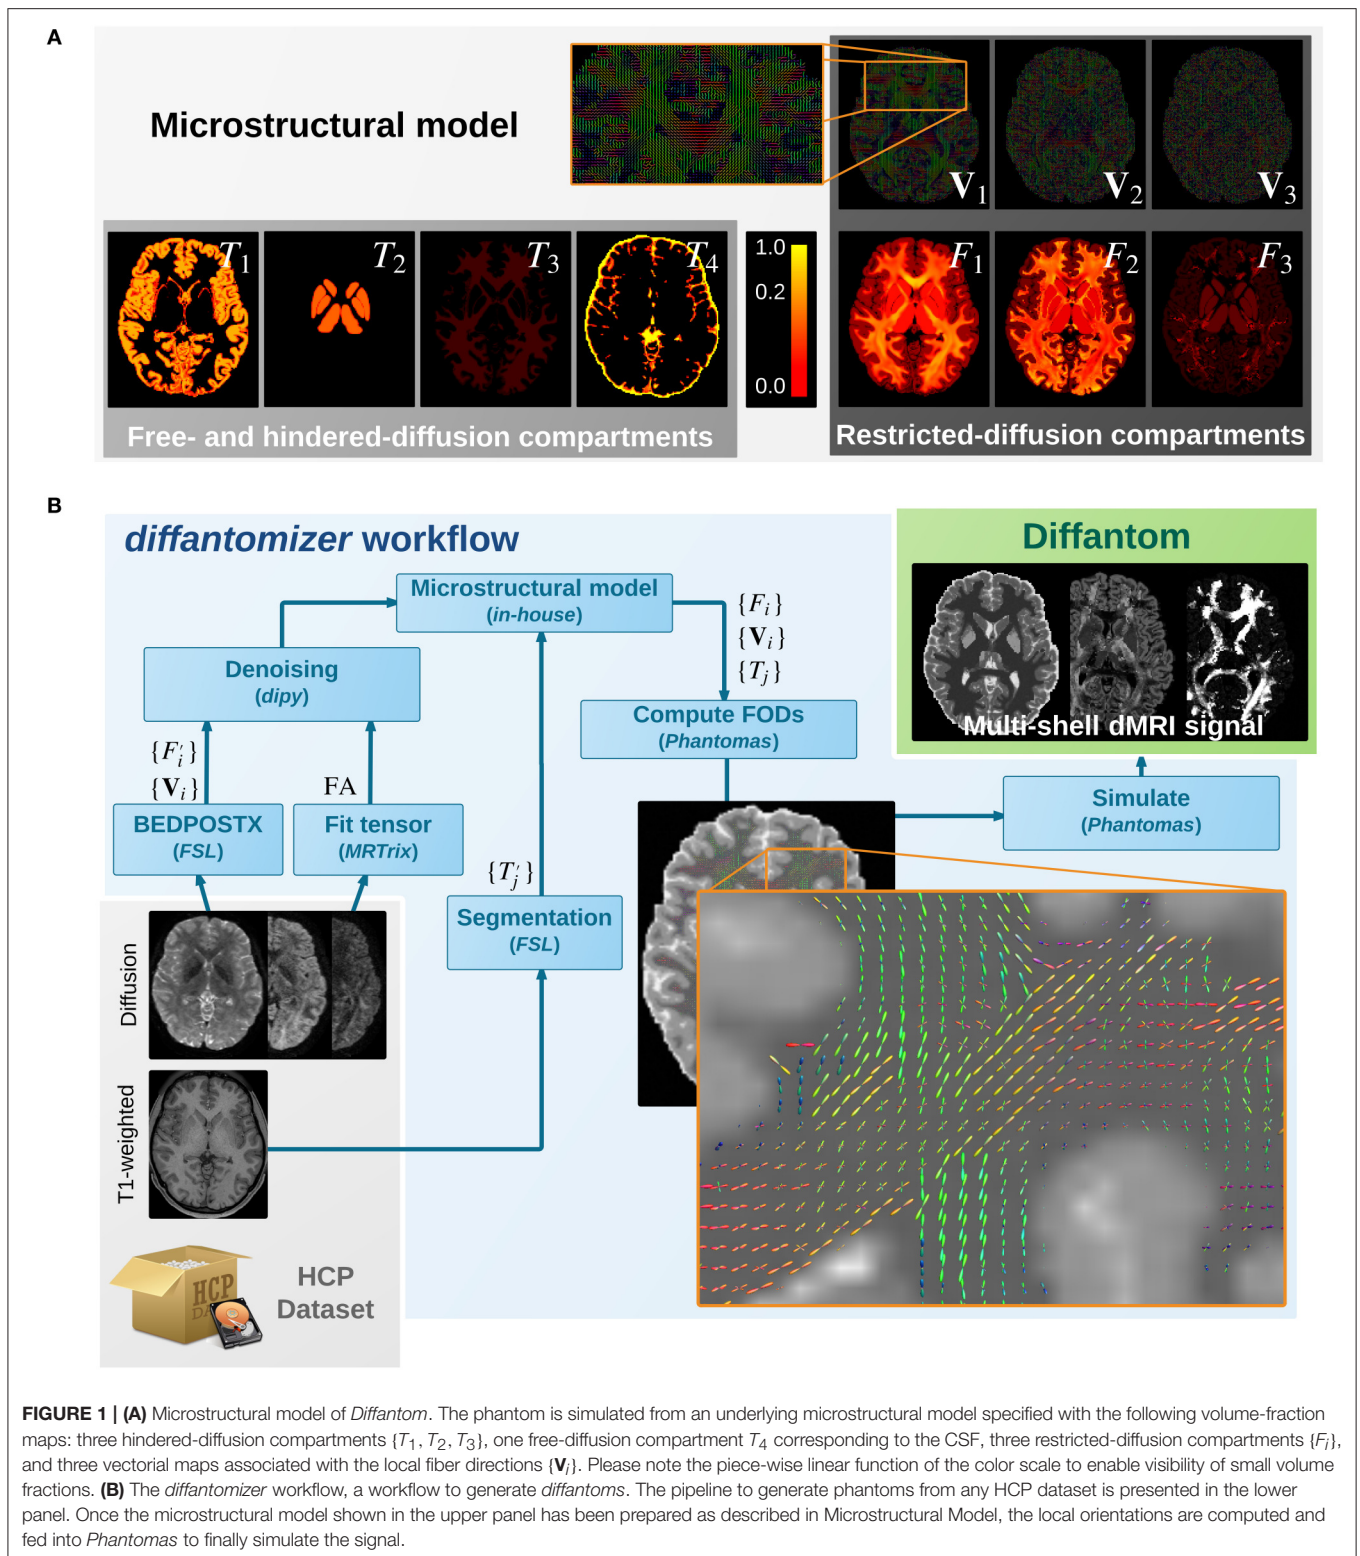 A
Microstructural model
V1
V2
V3
T1
T2
T3
T4
1.0
0.2
0.0
F1
F2
F3
Free- and hindered-diffusion compartments
Restricted-diffusion compartments
B
diffantomizer workflow
Diffantom
Microstructural model
(in-house)
{Fi}
{Vi}
{Tj}
Denoising
(dipy)
Compute FODs
(Phantomas)
Multi-shell dMRI signal
{F′i}
{Vi}
FA
BEDPOSTX
(FSL)
Fit tensor
(MRTrix)
Simulate
(Phantomas)
{T′j}
Segmentation
(FSL)
Diffusion
T1-weighted
HCP
DA
HCP
Dataset
FIGURE 1 | (A) Microstructural model of Diffantom. The phantom is simulated from an underlying microstructural model specified with the following volume-fraction
maps: three hindered-diffusion compartments {T1, T2, T3}, one free-diffusion compartment T4 corresponding to the CSF, three restricted-diffusion compartments {Fi},
and three vectorial maps associated with the local fiber directions {Vi}. Please note the piece-wise linear function of the color scale to enable visibility of small volume
fractions. (B) The diffantomizer workflow, a workflow to generate diffantoms. The pipeline to generate phantoms from any HCP dataset is presented in the lower
panel. Once the microstructural model shown in the upper panel has been prepared as described in Microstructural Model, the local orientations are computed and
fed into Phantomas to finally simulate the signal.